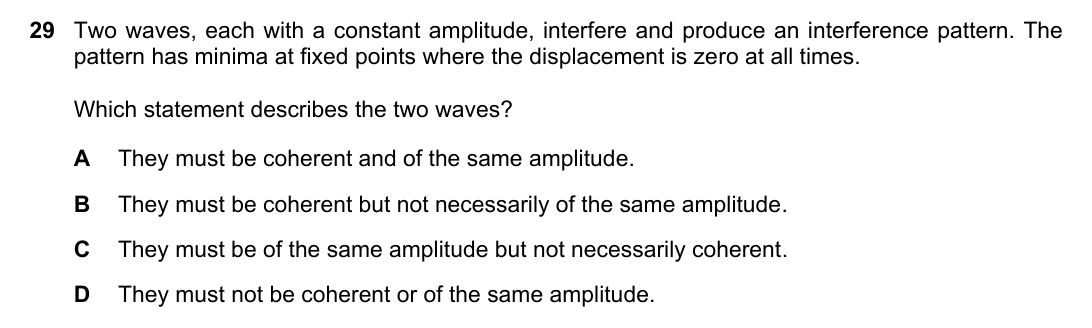 29 Two waves, each with a constant amplitude, interfere and produce an interference pattern. The
pattern has minima at fixed points where the displacement is zero at all times.
Which statement describes the two waves?
A They must be coherent and of the same amplitude.
B They must be coherent but not necessarily of the same amplitude.
C They must be of the same amplitude but not necessarily coherent.
D They must not be coherent or of the same amplitude.